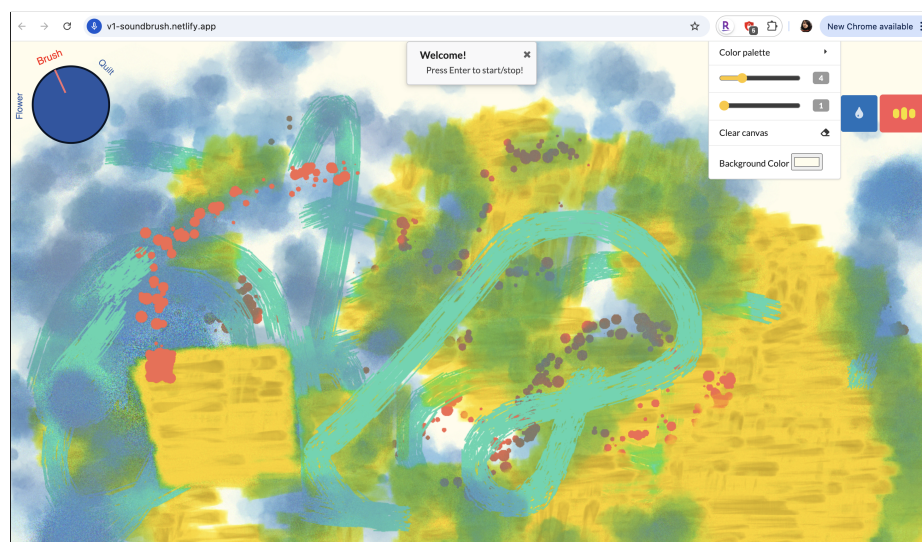 v1-soundbrush.netlify.app
R
6
New Chrome available
Brush
Quilt
Flower
Welcome!
Press Enter to start/stop!
Color palette
4
1
Clear canvas
Background Color